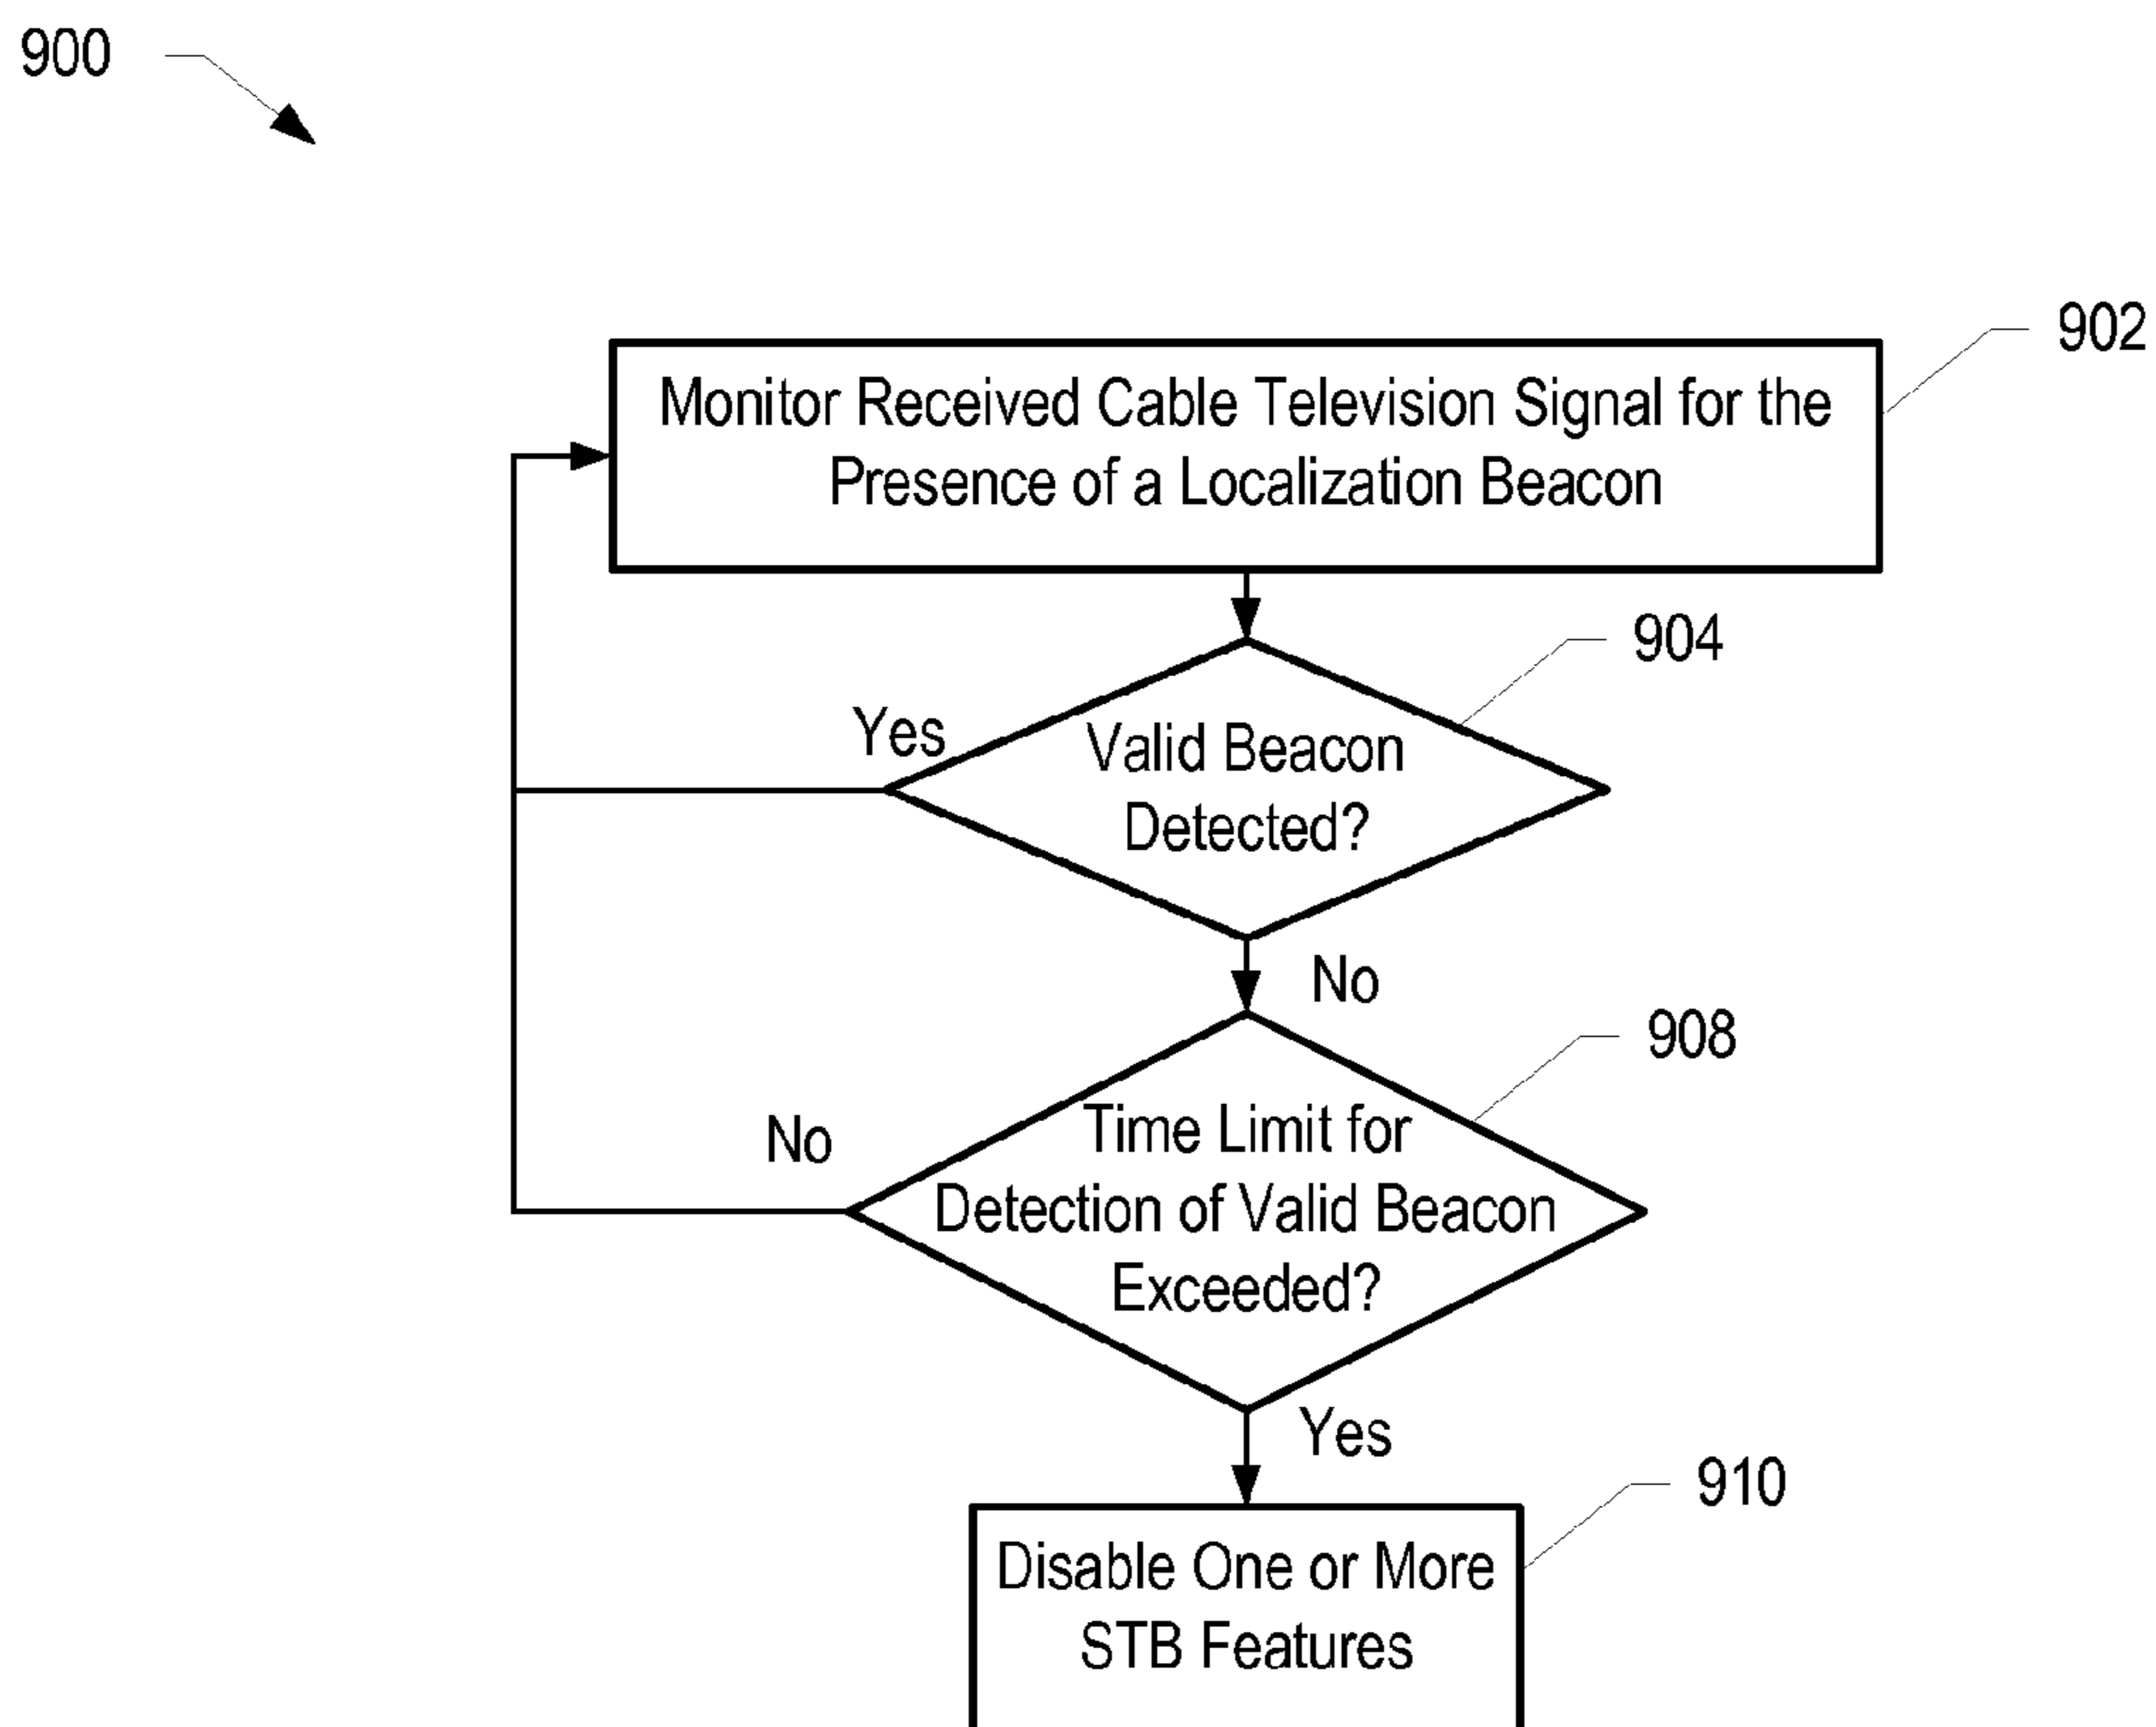 900
902
Monitor Received Cable Television Signal for the
Presence of a Localization Beacon
904
Yes
Valid Beacon
Detected?
No
908
No
Time Limit for
Detection of Valid Beacon
Exceeded?
Yes
910
Disable One or More
STB Features